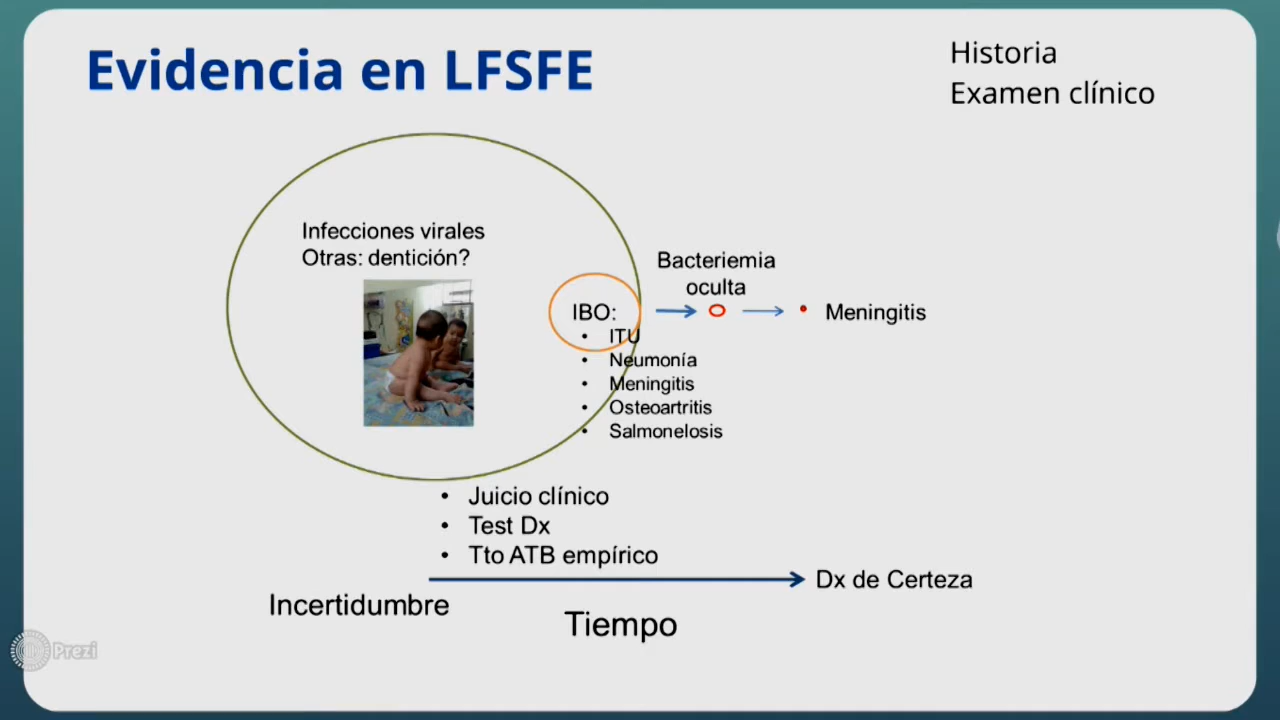 Evidencia en LFSFE
Historia
Examen clínico
Infecciones virales
Otras: dentición?
Bacteriemia
oculta
IBO:
Meningitis
• ITU
• Neumonía
• Meningitis
• Osteoartritis
• Salmonelosis
• Juicio clínico
• Test Dx
• Tto ATB empírico
Dx de Certeza
Incertidumbre
Tiempo
Prezi